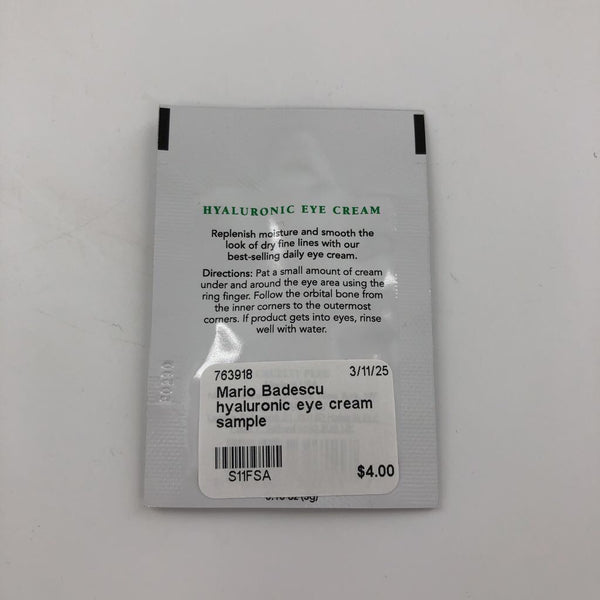 HYALURONIC EYE CREAM
Replenish moisture and smooth the
look of dry fine lines with our
best-selling daily eye cream.
Directions: Pat a small amount of cream
under and around the eye area using the
ring finger. Follow the orbital bone from
the inner corners to the outermost
corners. If product gets into eyes, rinse
well with water.
763918 3/11/25
Mario Badescu
hyaluronic eye cream
sample
S11FSA $4.00